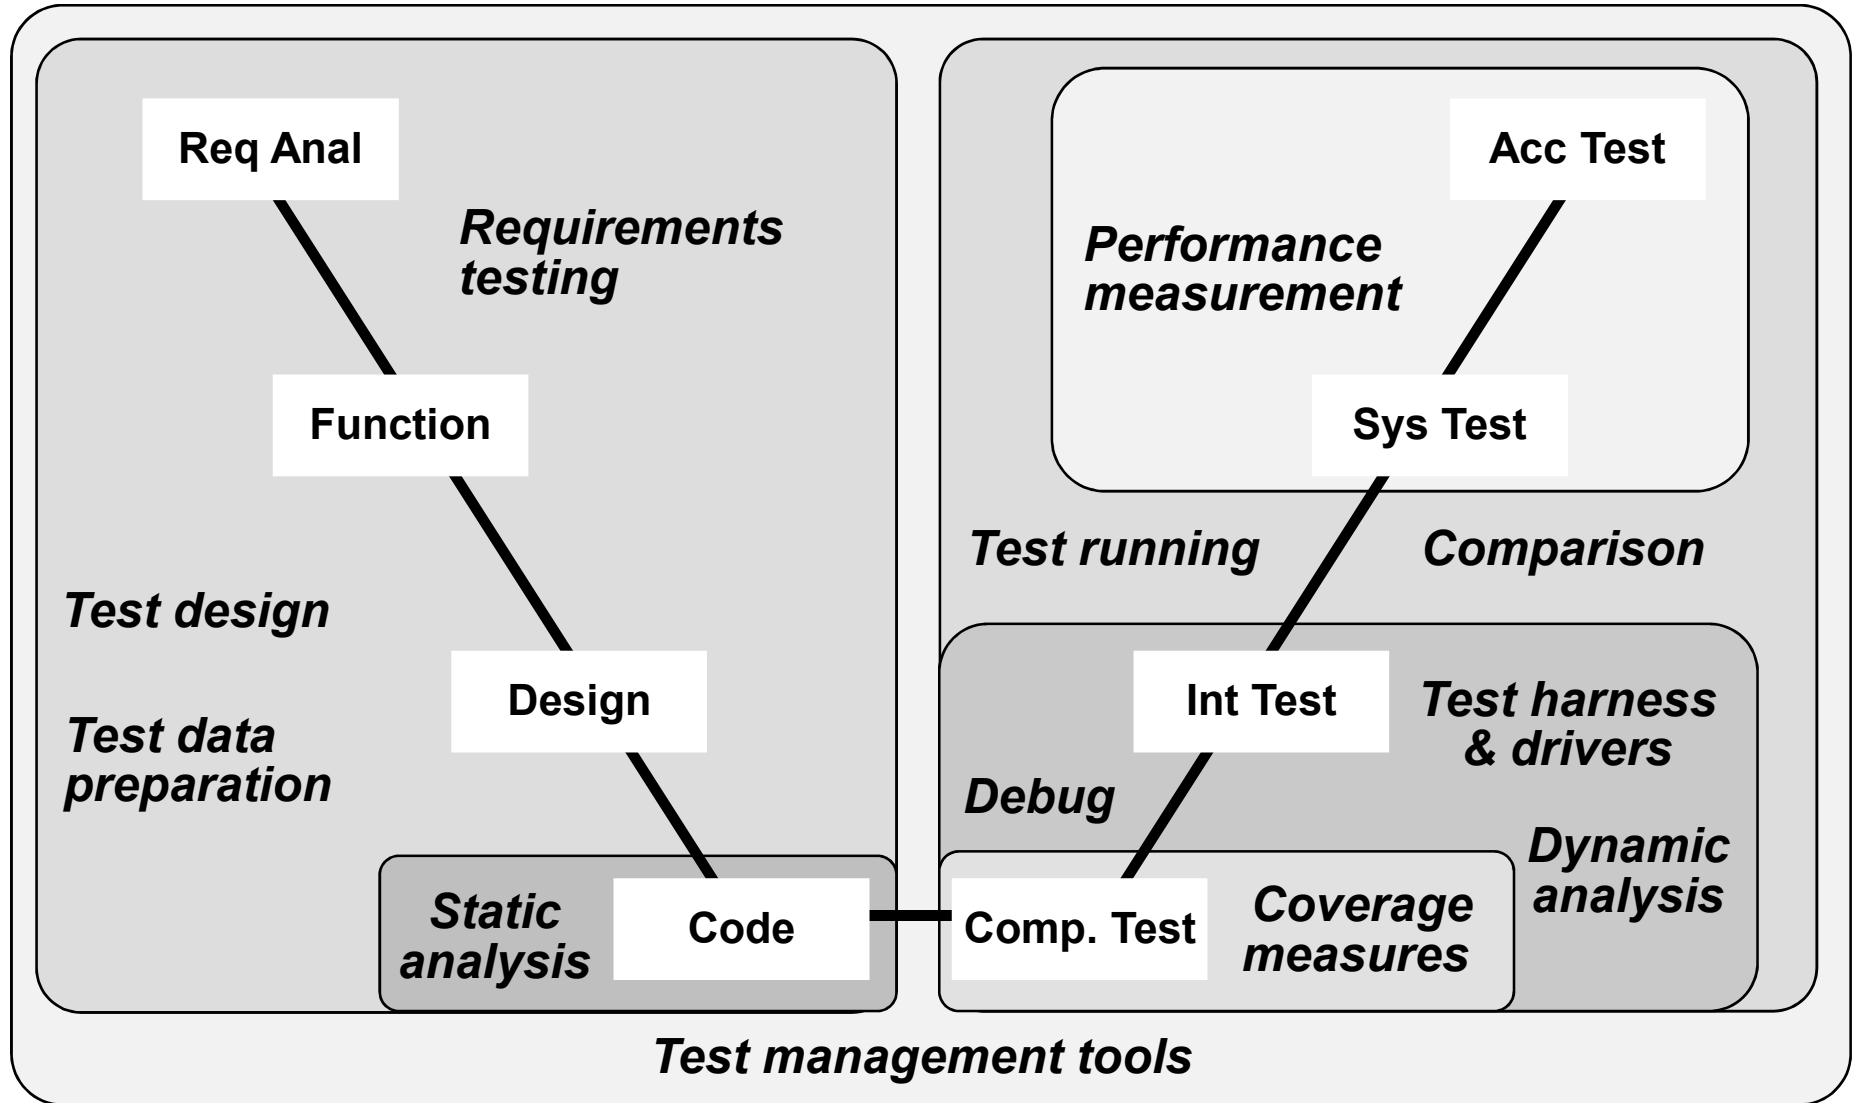 Req Anal
Requirements
testing
Function
Test design
Test data
preparation
Design
Static
analysis
Code
Acc Test
Performance
measurement
Sys Test
Test running
Comparison
Int Test
Test harness
& drivers
Debug
Dynamic
analysis
Comp. Test
Coverage
measures
Test management tools